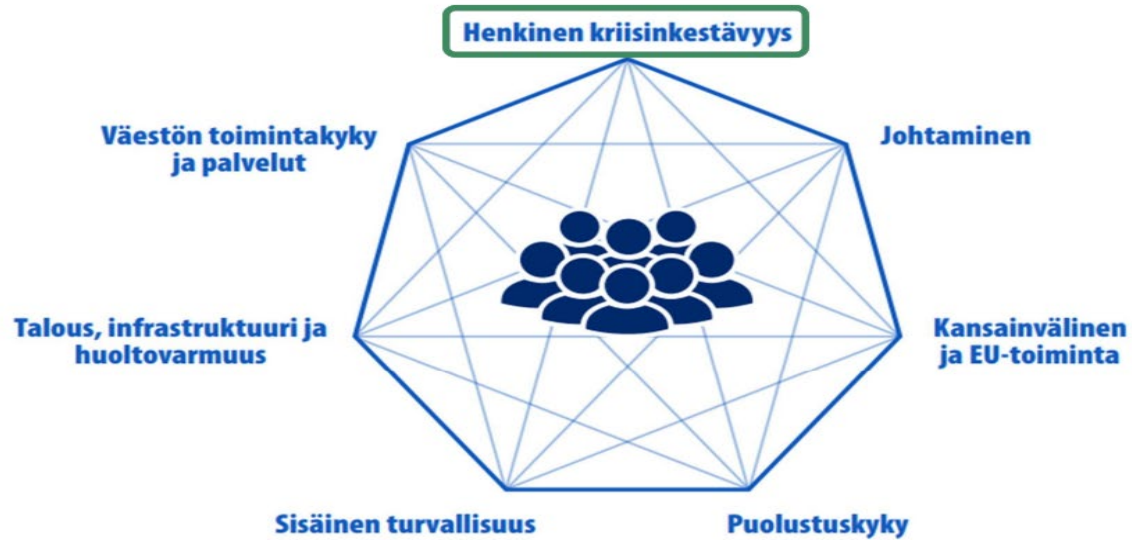 Henkinen kriisinkestävyys
Väestön toimintakyky
ja palvelut
Johtaminen
Talous, infrastruktuuri ja
huoltovarmuus
Kansainvälinen
ja EU-toiminta
Sisäinen turvallisuus
Puolustuskyky